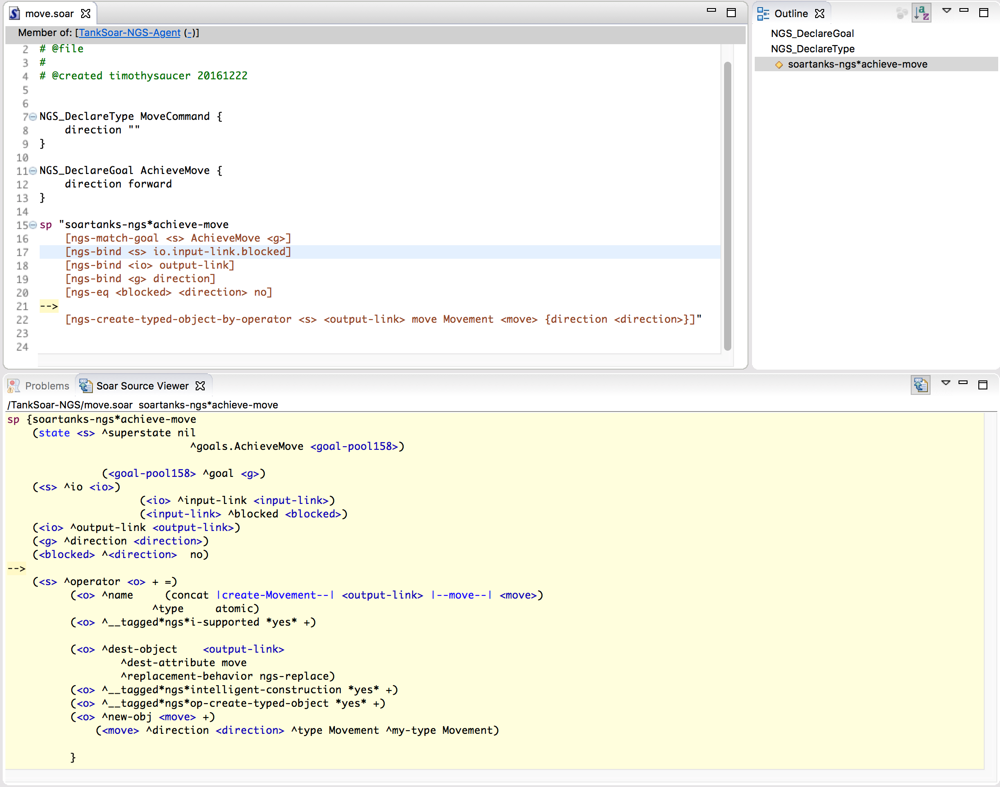 move.soar
Member of: [TankSoar-NGS-Agent (-)]
2 # @file
3 #
4 # @created timothysaucer 20161222
5
6
7 NGS_DeclareType MoveCommand {
8     direction ""
9 }
10
11 NGS_DeclareGoal AchieveMove {
12     direction forward
13 }
14
15 sp "soartanks-ngs*achieve-move
16     [ngs-match-goal <s> AchieveMove <g>]
17     [ngs-bind <s> io.input-link.blocked]
18     [ngs-bind <io> output-link]
19     [ngs-bind <g> direction]
20     [ngs-eq <blocked> <direction> no]
21 -->
22     [ngs-create-typed-object-by-operator <s> <output-link> move Movement <move> {direction <direction>}]"
23
24
Outline
NGS_DeclareGoal
NGS_DeclareType
soartanks-ngs*achieve-move
Problems Soar Source Viewer
/TankSoar-NGS/move.soar soartanks-ngs*achieve-move
sp {soartanks-ngs*achieve-move
    (state <s> ^superstate nil
                             ^goals.AchieveMove <goal-pool158>)
               (<goal-pool158> ^goal <g>)
    (<s> ^io <io>)
                     (<io> ^input-link <input-link>)
                     (<input-link> ^blocked <blocked>)
    (<io> ^output-link <output-link>)
    (<g> ^direction <direction>)
    (<blocked> ^<direction>  no)
-->
    (<s> ^operator <o> + =)
          (<o> ^name     (concat |create-Movement--| <output-link> |--move--| <move>)
                       ^type     atomic)
          (<o> ^__tagged*ngs*i-supported *yes* +)
          (<o> ^dest-object    <output-link>
                  ^dest-attribute move
                  ^replacement-behavior ngs-replace)
          (<o> ^__tagged*ngs*intelligent-construction *yes* +)
          (<o> ^__tagged*ngs*op-create-typed-object *yes* +)
          (<o> ^new-obj <move> +)
              (<move> ^direction <direction> ^type Movement ^my-type Movement)
          }